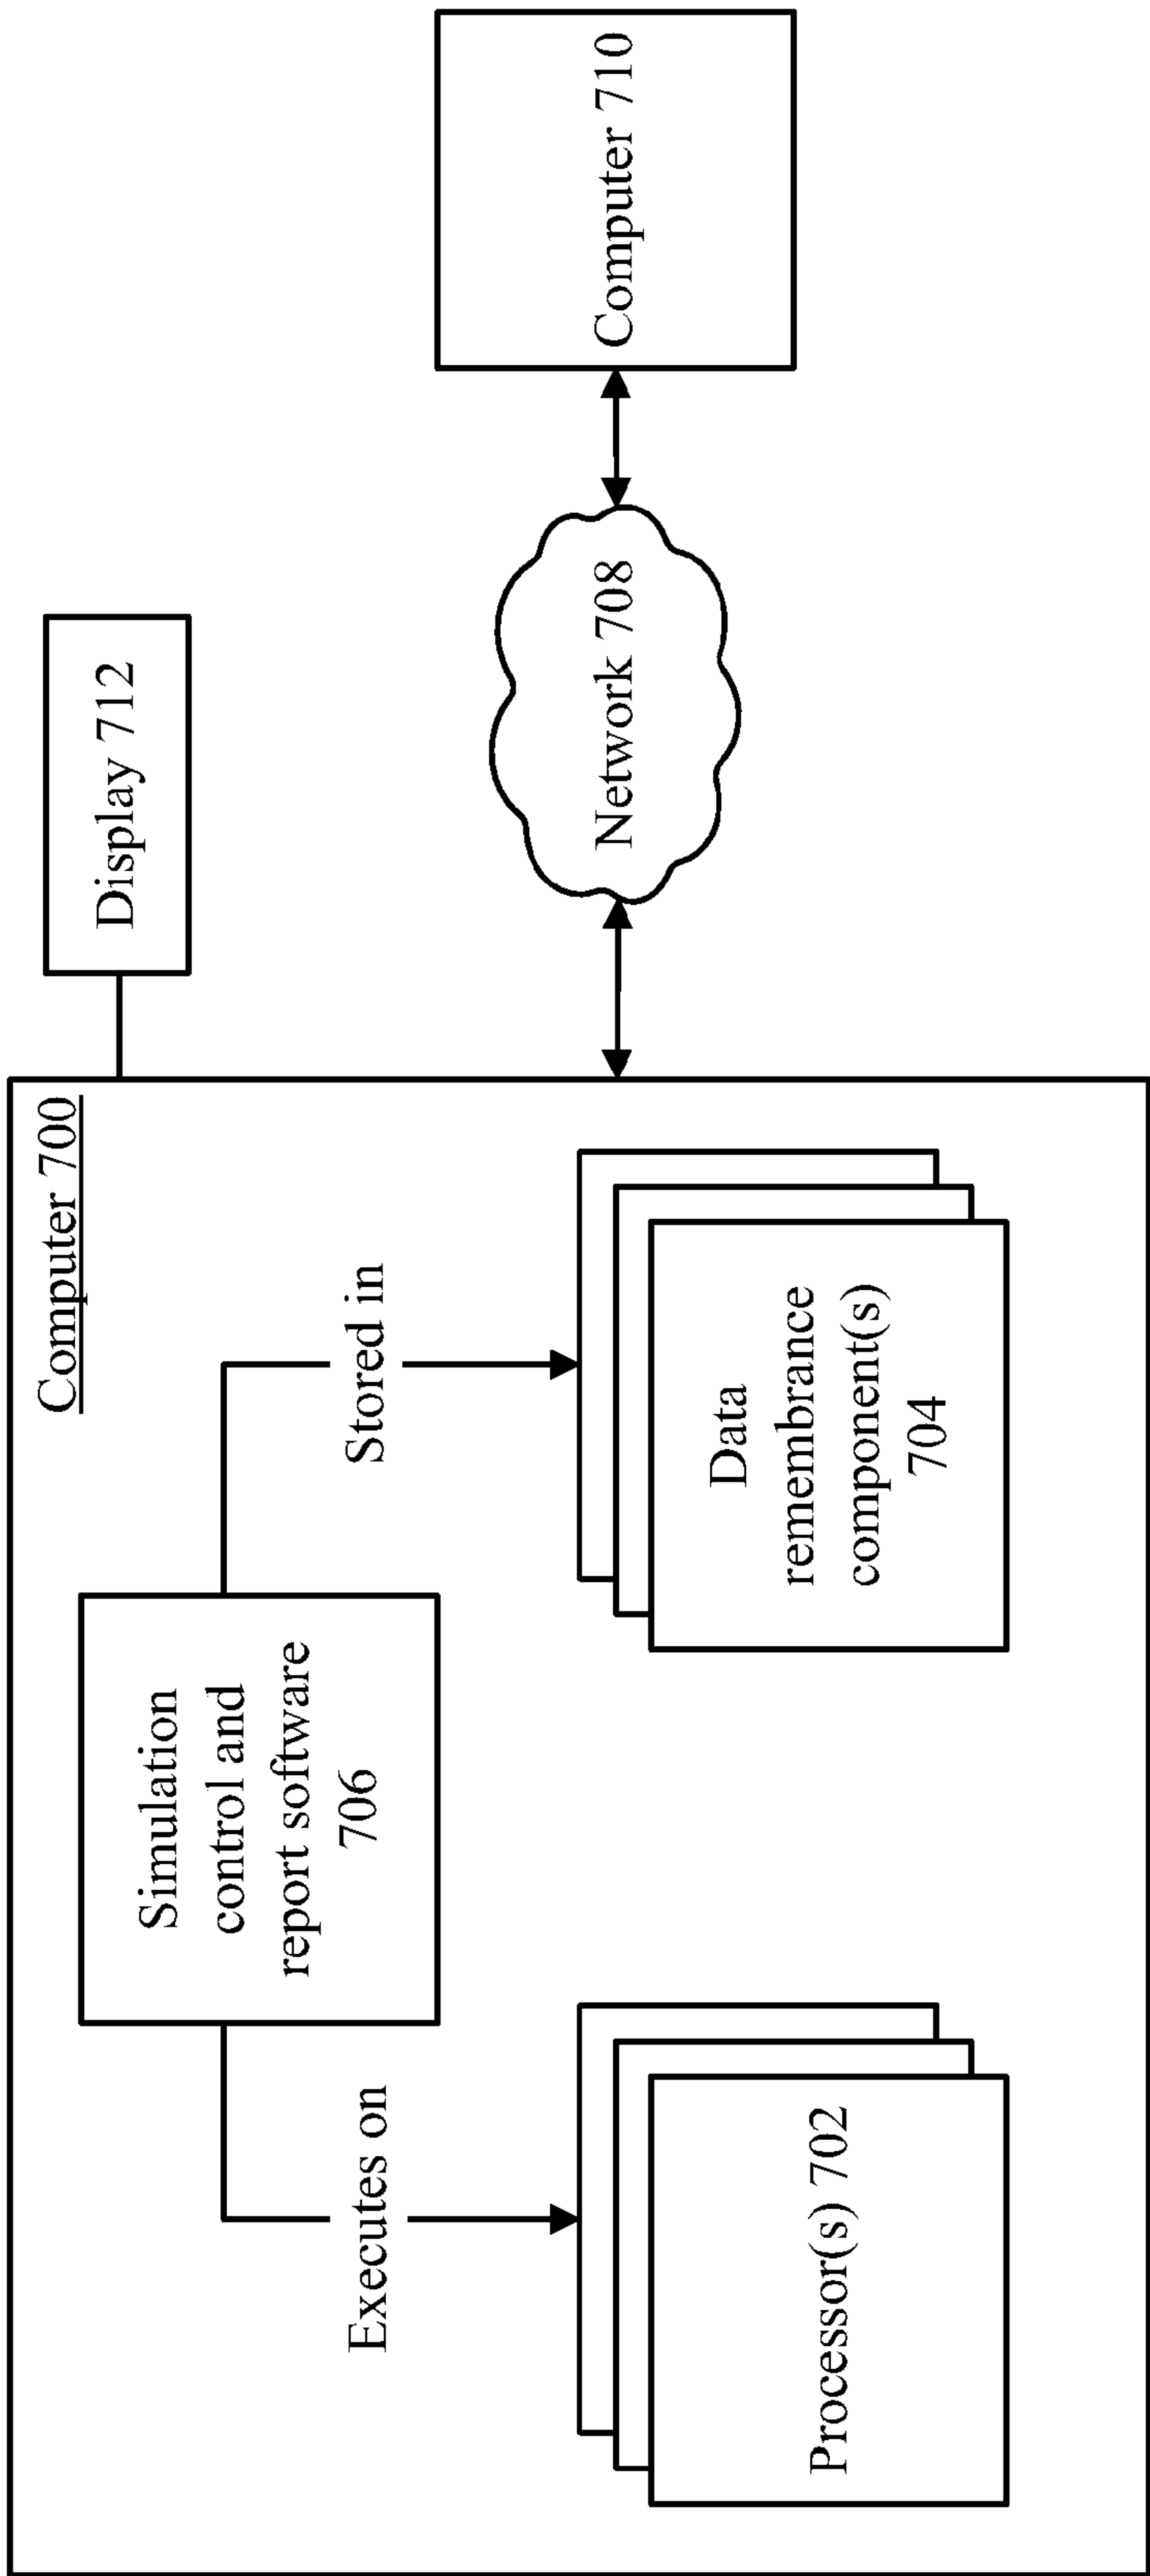 Computer 700
Simulation
control and
report software
706
Executes on
Stored in
Processor(s) 702
Data
remembrance
component(s)
704
Display 712
Network 708
Computer 710